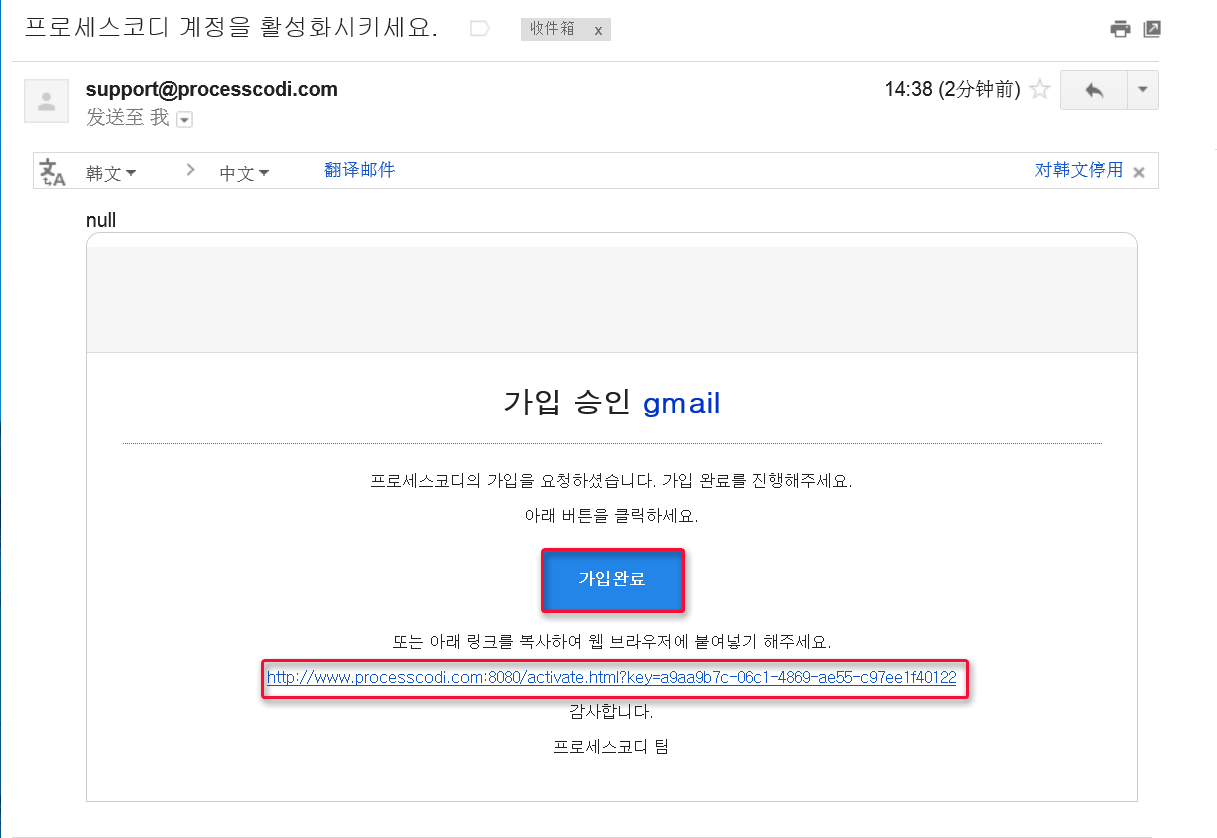 프로세스코디 계정을 활성화시키세요. 收件箱 x
support@processcodi.com 14:38 (2分钟前)
发送至 我
韩文 中文 翻译邮件 对韩文停用
null
가입 승인 gmail
프로세스코디의 가입을 요청하셨습니다. 가입 완료를 진행해주세요.
아래 버튼을 클릭하세요.
가입완료
또는 아래 링크를 복사하여 웹 브라우저에 붙여넣기 해주세요.
http://www.processcodi.com:8080/activate.html?key=a9aa9b7c-06c1-4869-ae55-c97ee1f40122
감사합니다.
프로세스코디 팀